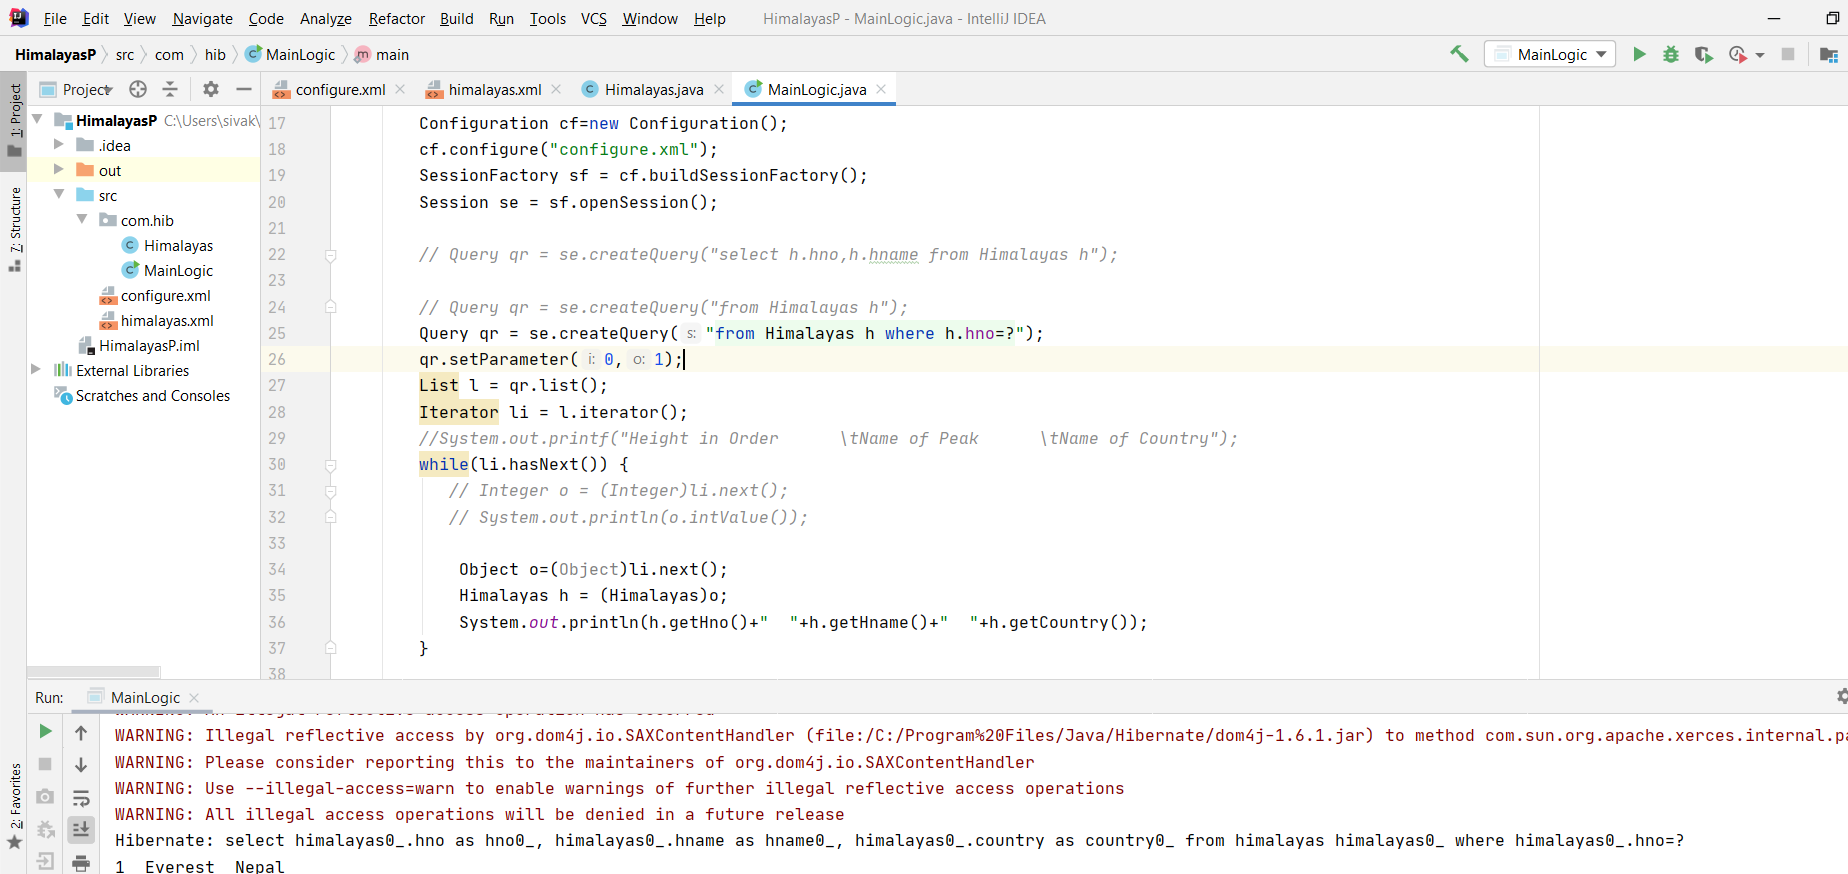 File Edit View Navigate Code Analyze Refactor Build Run Tools VCS Window Help HimalayasP - MainLogic.java - IntelliJ IDEA
HimalayasP src com hib MainLogic main MainLogic
1: Project
7: Structure
2: Favorites
Project
configure.xml himalayas.xml Himalayas.java MainLogic.java
HimalayasP C:\Users\sivak\
.idea
out
src
com.hib
Himalayas
MainLogic
configure.xml
himalayas.xml
HimalayasP.iml
External Libraries
Scratches and Consoles
17 Configuration cf=new Configuration();
18 cf.configure("configure.xml");
19 SessionFactory sf = cf.buildSessionFactory();
20 Session se = sf.openSession();
21
22 // Query qr = se.createQuery("select h.hno,h.hname from Himalayas h");
23
24 // Query qr = se.createQuery("from Himalayas h");
25 Query qr = se.createQuery( s: "from Himalayas h where h.hno=?");
26 qr.setParameter( i: 0, o: 1);
27 List l = qr.list();
28 Iterator li = l.iterator();
29 //System.out.printf("Height in Order \tName of Peak \tName of Country");
30 while(li.hasNext()) {
31 // Integer o = (Integer)li.next();
32 // System.out.println(o.intValue());
33
34 Object o=(Object)li.next();
35 Himalayas h = (Himalayas)o;
36 System.out.println(h.getHno()+" "+h.getHname()+" "+h.getCountry());
37 }
38
Run: MainLogic
WARNING: Illegal reflective access by org.dom4j.io.SAXContentHandler (file:/C:/Program%20Files/Java/Hibernate/dom4j-1.6.1.jar) to method com.sun.org.apache.xerces.internal.pa
WARNING: Please consider reporting this to the maintainers of org.dom4j.io.SAXContentHandler
WARNING: Use --illegal-access=warn to enable warnings of further illegal reflective access operations
WARNING: All illegal access operations will be denied in a future release
Hibernate: select himalayas0_.hno as hno0_, himalayas0_.hname as hname0_, himalayas0_.country as country0_ from himalayas himalayas0_ where himalayas0_.hno=?
1 Everest Nepal